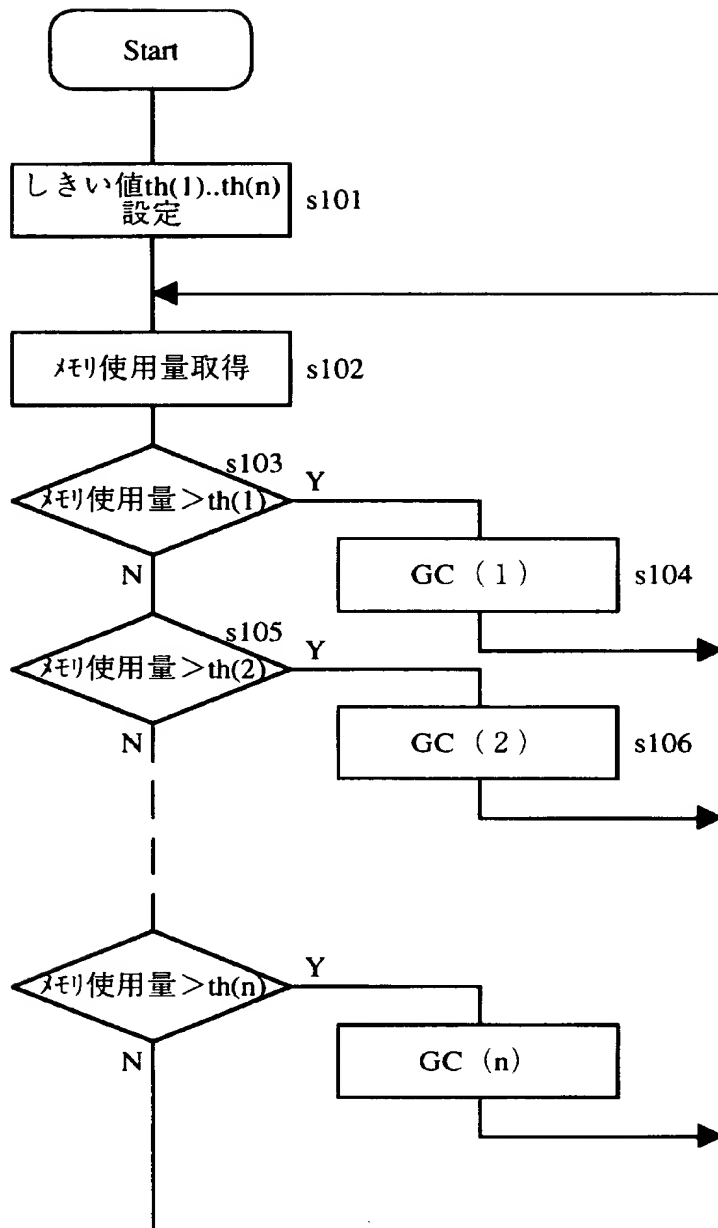 Start
しきい値th(1)..th(n)
設定
s101
メモリ使用量取得
s102
s103
メモリ使用量＞th(1)
Y
N
GC（1）
s104
s105
メモリ使用量＞th(2)
Y
N
GC（2）
s106
メモリ使用量＞th(n)
Y
N
GC（n）